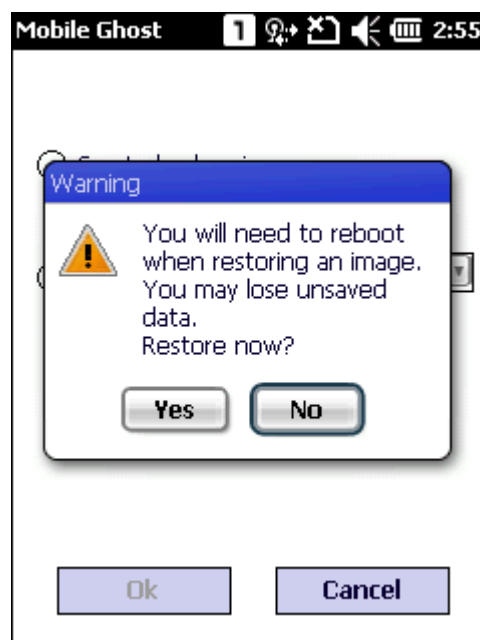 Mobile Ghost 1 2:55
Warning
You will need to reboot
when restoring an image.
You may lose unsaved
data.
Restore now?
Yes No
Ok Cancel